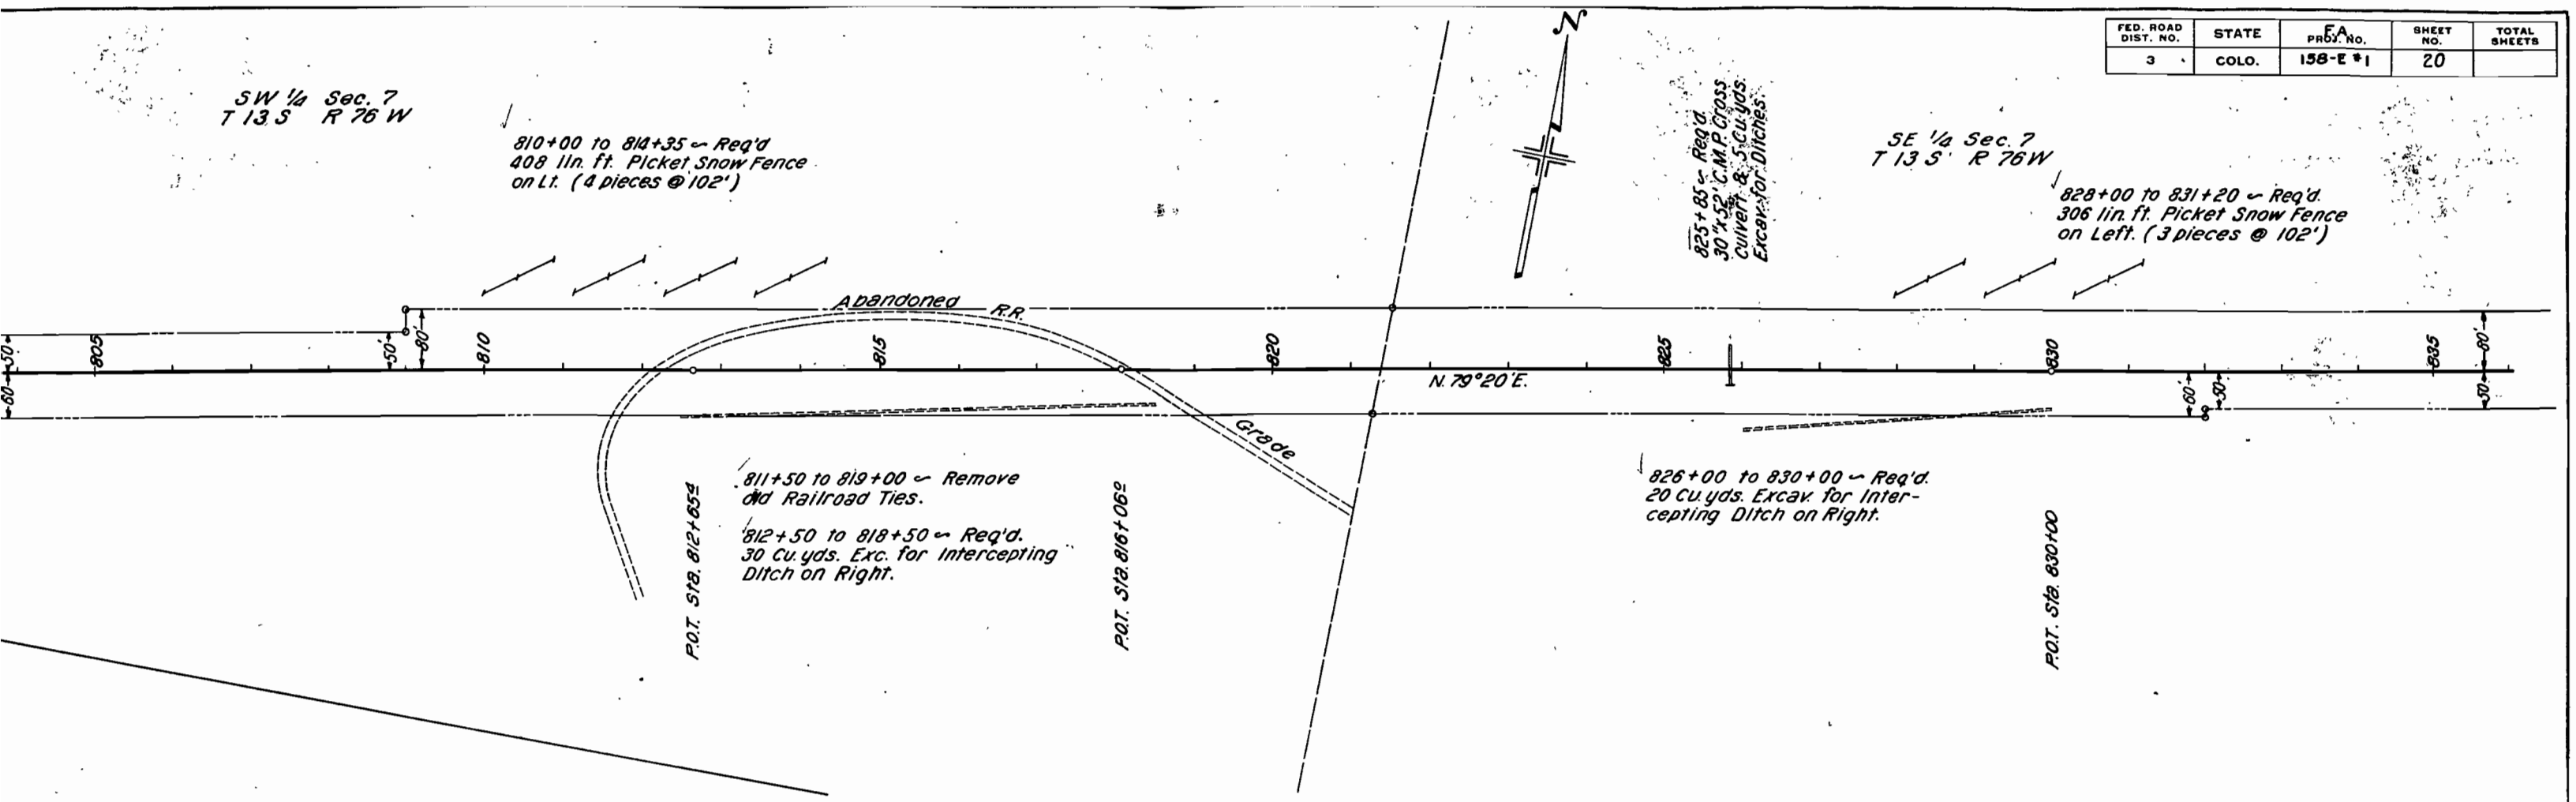 FED. ROAD DIST. NO. STATE F.A. PROJ. NO. SHEET NO. TOTAL SHEETS
3 COLO. 158-E #1 20
N
SW 1/4 Sec. 7
T 13 S R 76 W
810+00 to 814+35 ~ Req'd
408 lin. ft. Picket Snow Fence
on Lt. (4 pieces @ 102')
825+85 ~ Req'd.
30"x52' C.M.P. Cross
Culvert & 5 Cu. yds.
Excav. for Ditches.
SE 1/4 Sec. 7
T 13 S R 76 W
828+00 to 831+20 ~ Req'd.
306 lin. ft. Picket Snow Fence
on Left. (3 pieces @ 102')
Abandoned R.R. Grade
50' 805 50' 80' 810 815 820 825 830 835 80'
N. 79° 20' E.
60' 60' 50' 50'
811+50 to 819+00 ~ Remove
old Railroad Ties.
812+50 to 818+50 ~ Req'd.
30 Cu. yds. Exc. for Intercepting
Ditch on Right.
826+00 to 830+00 ~ Req'd.
20 Cu. yds. Excav. for Inter-
cepting Ditch on Right.
P.O.T. Sta. 812+65⁴
P.O.T. Sta. 816+06⁰
P.O.T. Sta. 830+00